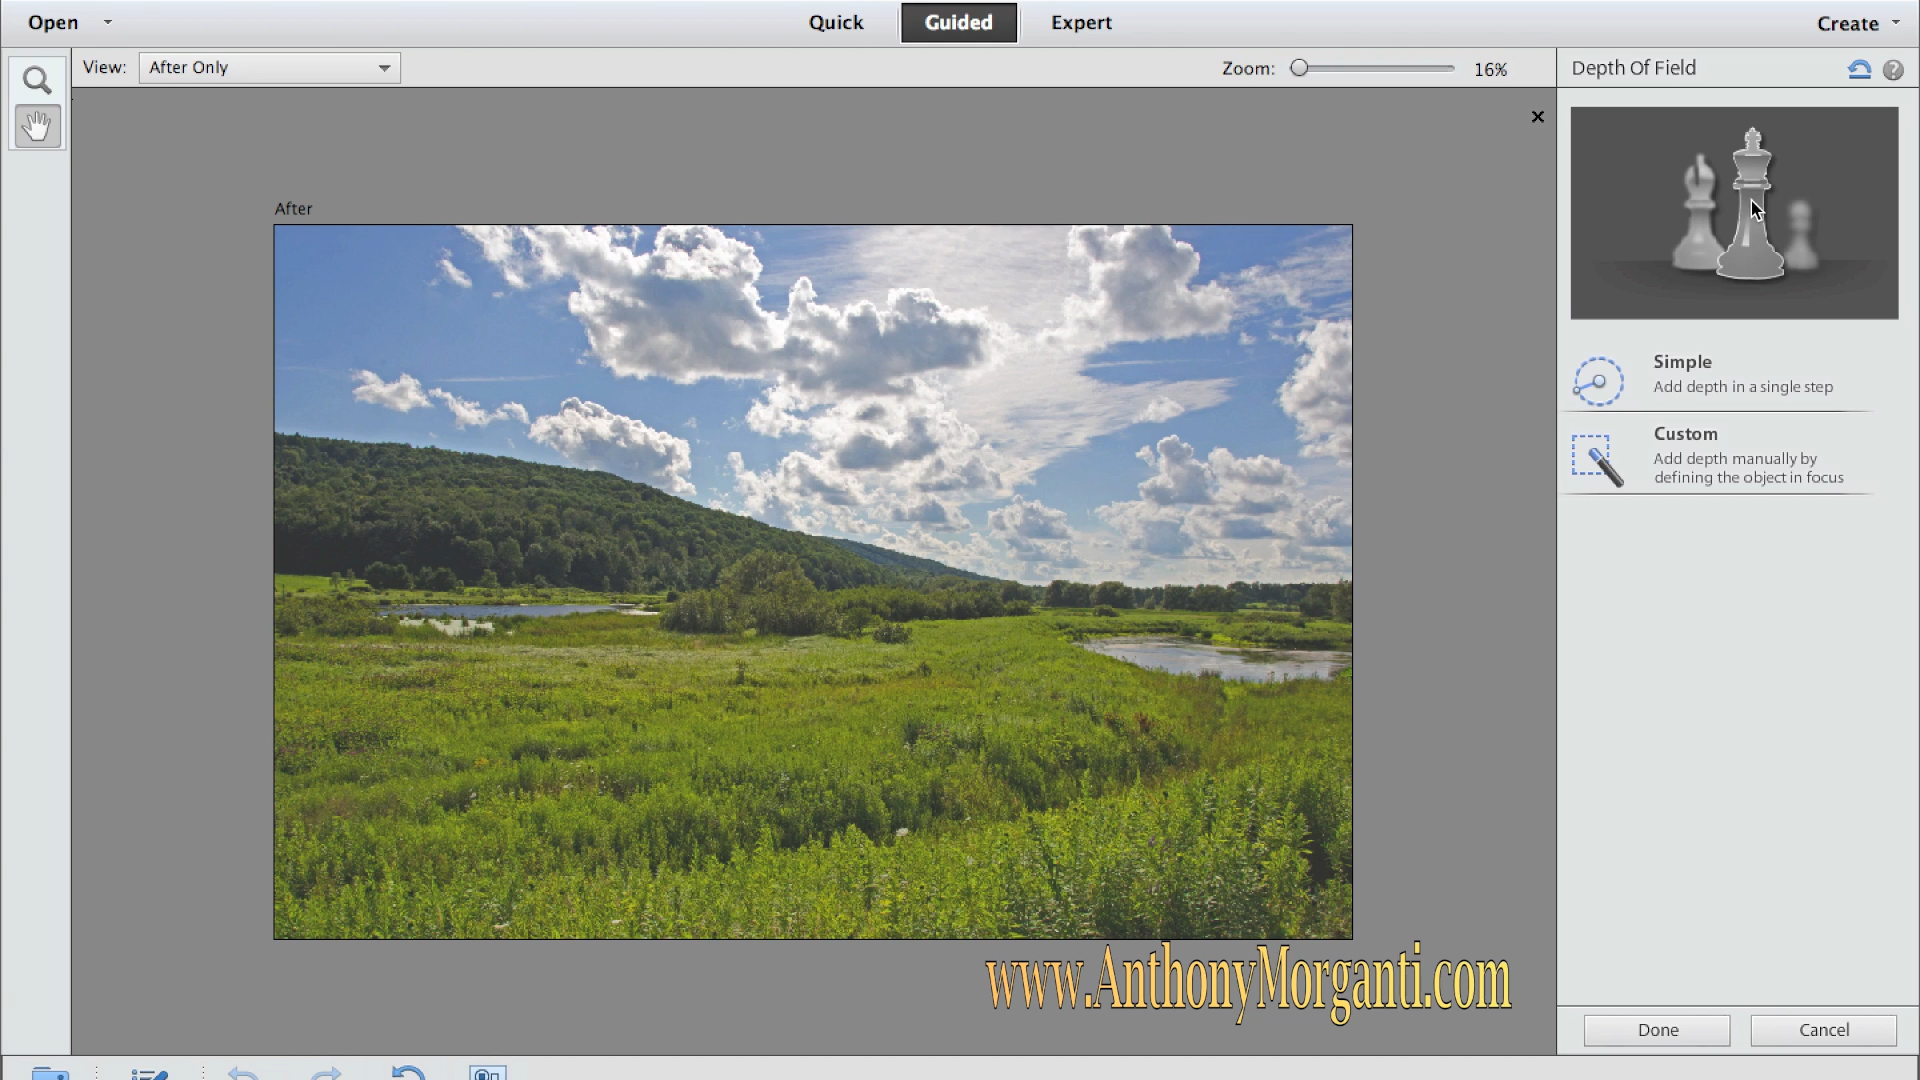 Open
Quick
Guided
Expert
Create
View:
After Only
Zoom:
16%
Depth Of Field
?
After
Simple
Add depth in a single step
Custom
Add depth manually by
defining the object in focus
www.AnthonyMorganti.com
Done
Cancel